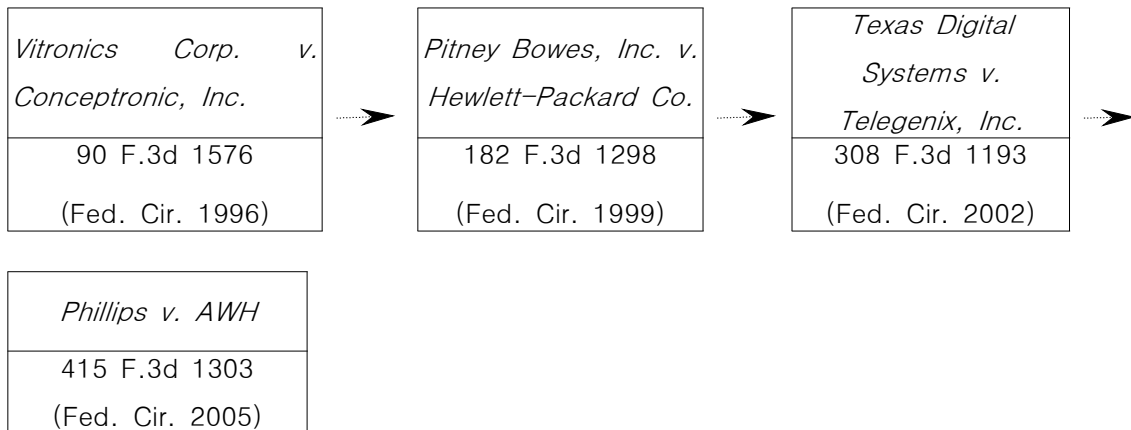 Vitronics Corp. v.
Conceptronic, Inc.
90 F.3d 1576
(Fed. Cir. 1996)
Pitney Bowes, Inc. v.
Hewlett-Packard Co.
182 F.3d 1298
(Fed. Cir. 1999)
Texas Digital
Systems v.
Telegenix, Inc.
308 F.3d 1193
(Fed. Cir. 2002)
Phillips v. AWH
415 F.3d 1303
(Fed. Cir. 2005)